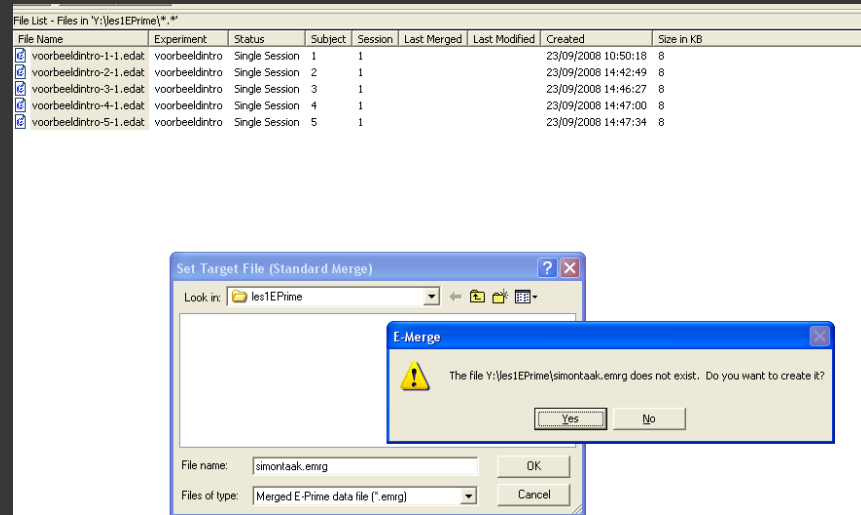 File List - Files in 'Y:\les1EPrime\*.*'
File Name Experiment Status Subject Session Last Merged Last Modified Created Size in KB
voorbeeldintro-1-1.edat voorbeeldintro Single Session 1 1 23/09/2008 10:50:18 8
voorbeeldintro-2-1.edat voorbeeldintro Single Session 2 1 23/09/2008 14:42:49 8
voorbeeldintro-3-1.edat voorbeeldintro Single Session 3 1 23/09/2008 14:46:27 8
voorbeeldintro-4-1.edat voorbeeldintro Single Session 4 1 23/09/2008 14:47:00 8
voorbeeldintro-5-1.edat voorbeeldintro Single Session 5 1 23/09/2008 14:47:34 8
Set Target File (Standard Merge)
Look in: les1EPrime
E-Merge
The file Y:\les1EPrime\simontaak.emrg does not exist. Do you want to create it?
Yes No
File name: simontaak.emrg OK
Files of type: Merged E-Prime data file (*.emrg) Cancel